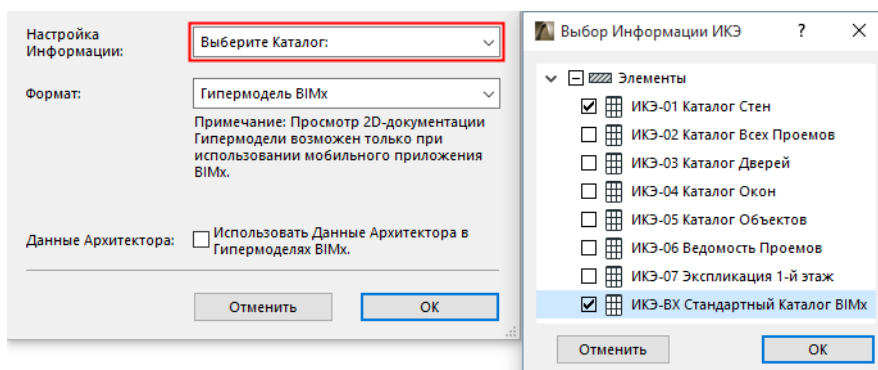 Настройка
Информации:
Выберите Каталог:
Формат:
Гипермодель BIMx
Примечание: Просмотр 2D-документации
Гипермодели возможен только при
использовании мобильного приложения
BIMx.
Данные Архитектора:
Использовать Данные Архитектора в
Гипермоделях BIMx.
Отменить
OK
Выбор Информации ИКЭ
?
Элементы
ИКЭ-01 Каталог Стен
ИКЭ-02 Каталог Всех Проемов
ИКЭ-03 Каталог Дверей
ИКЭ-04 Каталог Окон
ИКЭ-05 Каталог Объектов
ИКЭ-06 Ведомость Проемов
ИКЭ-07 Экспликация 1-й этаж
ИКЭ-BX Стандартный Каталог BIMx
Отменить
OK